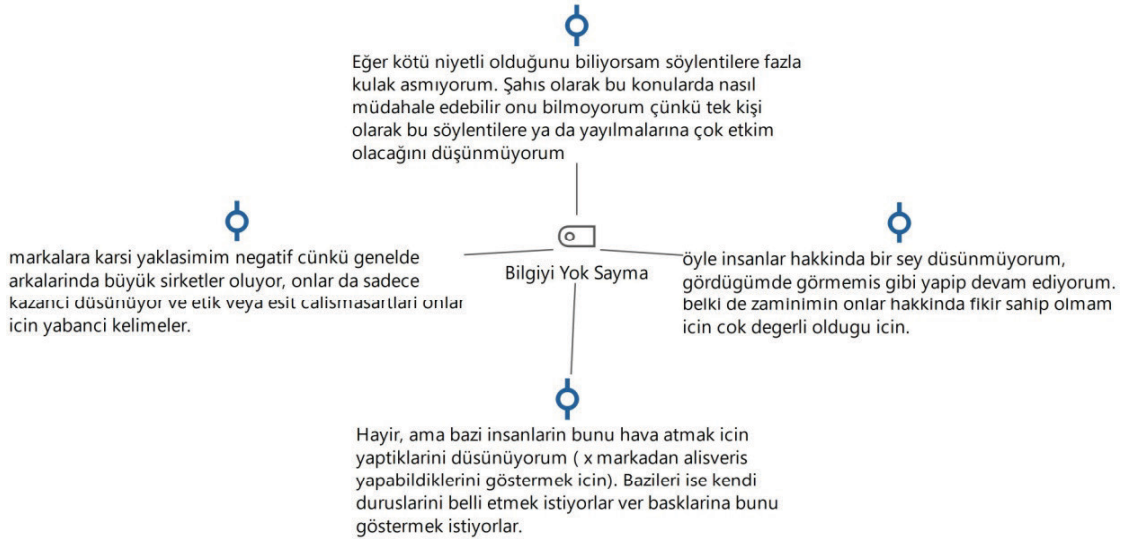 Eğer kötü niyetli olduğunu biliyorsam söylentilere fazla
kulak asmıyorum. Şahıs olarak bu konularda nasıl
müdahale edebilir onu bilmoyorum çünkü tek kişi
olarak bu söylentilere ya da yayılmalarına çok etkim
olacağını düşünmüyorum
markalara karsi yaklasimim negatif cünkü genelde
arkalarinda büyük sirketler oluyor, onlar da sadece
kazanci düsünüyor ve etik veya esit calismasartlari onlar
icin yabanci kelimeler.
Bilgiyi Yok Sayma
öyle insanlar hakkinda bir sey düsünmüyorum,
gördügümde görmemis gibi yapip devam ediyorum.
belki de zaminimin onlar hakkinda fikir sahip olmam
icin cok degerli oldugu icin.
Hayir, ama bazi insanlarin bunu hava atmak icin
yaptiklarini düsünüyorum ( x markadan alisveris
yapabildiklerini göstermek icin). Bazileri ise kendi
duruslarini belli etmek istiyorlar ver basklarina bunu
göstermek istiyorlar.